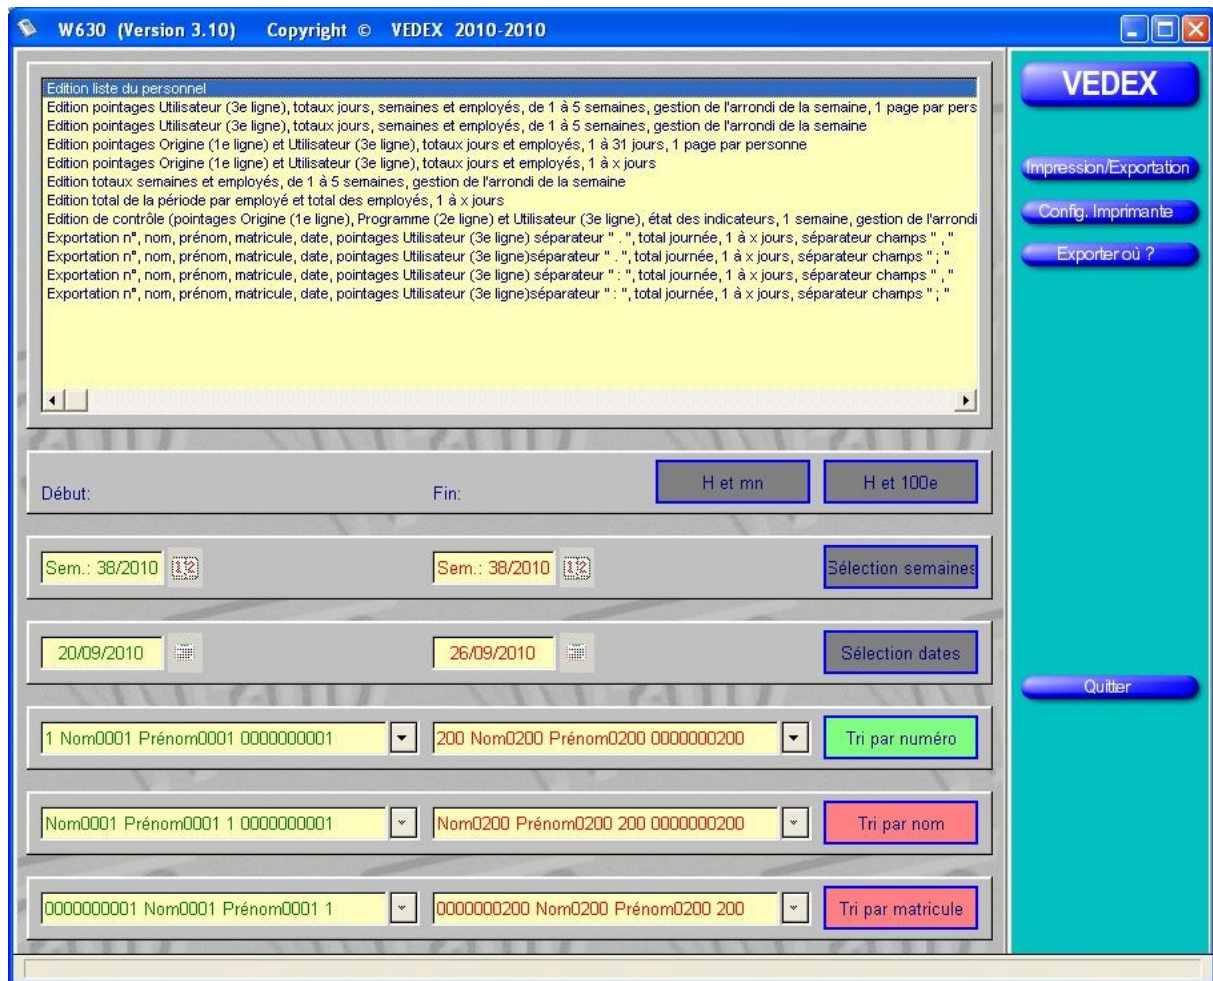 W630 (Version 3.10) Copyright © VEDEX 2010-2010
Edition liste du personnel
Edition pointages Utilisateur (3e ligne), totaux jours, semaines et employés, de 1 à 5 semaines, gestion de l'arrondi de la semaine, 1 page par pers
Edition pointages Utilisateur (3e ligne), totaux jours, semaines et employés, de 1 à 5 semaines, gestion de l'arrondi de la semaine
Edition pointages Origine (1e ligne) et Utilisateur (3e ligne), totaux jours et employés, 1 à 31 jours, 1 page par personne
Edition pointages Origine (1e ligne) et Utilisateur (3e ligne), totaux jours et employés, 1 à x jours
Edition totaux semaines et employés, de 1 à 5 semaines, gestion de l'arrondi de la semaine
Edition total de la période par employé et total des employés, 1 à x jours
Edition de contrôle (pointages Origine (1e ligne), Programme (2e ligne) et Utilisateur (3e ligne), état des indicateurs, 1 semaine, gestion de l'arrondi
Exportation n°, nom, prénom, matricule, date, pointages Utilisateur (3e ligne) séparateur " . ", total journée, 1 à x jours, séparateur champs " , "
Exportation n°, nom, prénom, matricule, date, pointages Utilisateur (3e ligne)séparateur " . ", total journée, 1 à x jours, séparateur champs " ; "
Exportation n°, nom, prénom, matricule, date, pointages Utilisateur (3e ligne) séparateur " : ", total journée, 1 à x jours, séparateur champs " , "
Exportation n°, nom, prénom, matricule, date, pointages Utilisateur (3e ligne)séparateur " : ", total journée, 1 à x jours, séparateur champs " ; "
VEDEX
Impression/Exportation
Config. Imprimante
Exporter où ?
Quitter
Début: Fin: H et mn H et 100e
Sem.: 38/2010 Sem.: 38/2010 Sélection semaines
20/09/2010 26/09/2010 Sélection dates
1 Nom0001 Prénom0001 0000000001 200 Nom0200 Prénom0200 0000000200 Tri par numéro
Nom0001 Prénom0001 1 0000000001 Nom0200 Prénom0200 200 0000000200 Tri par nom
0000000001 Nom0001 Prénom0001 1 0000000200 Nom0200 Prénom0200 200 Tri par matricule